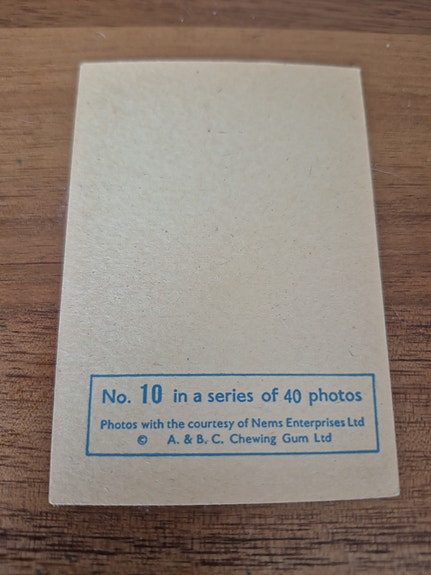 No. 10 in a series of 40 photos
Photos with the courtesy of Nems Enterprises Ltd
© A. & B. C. Chewing Gum Ltd